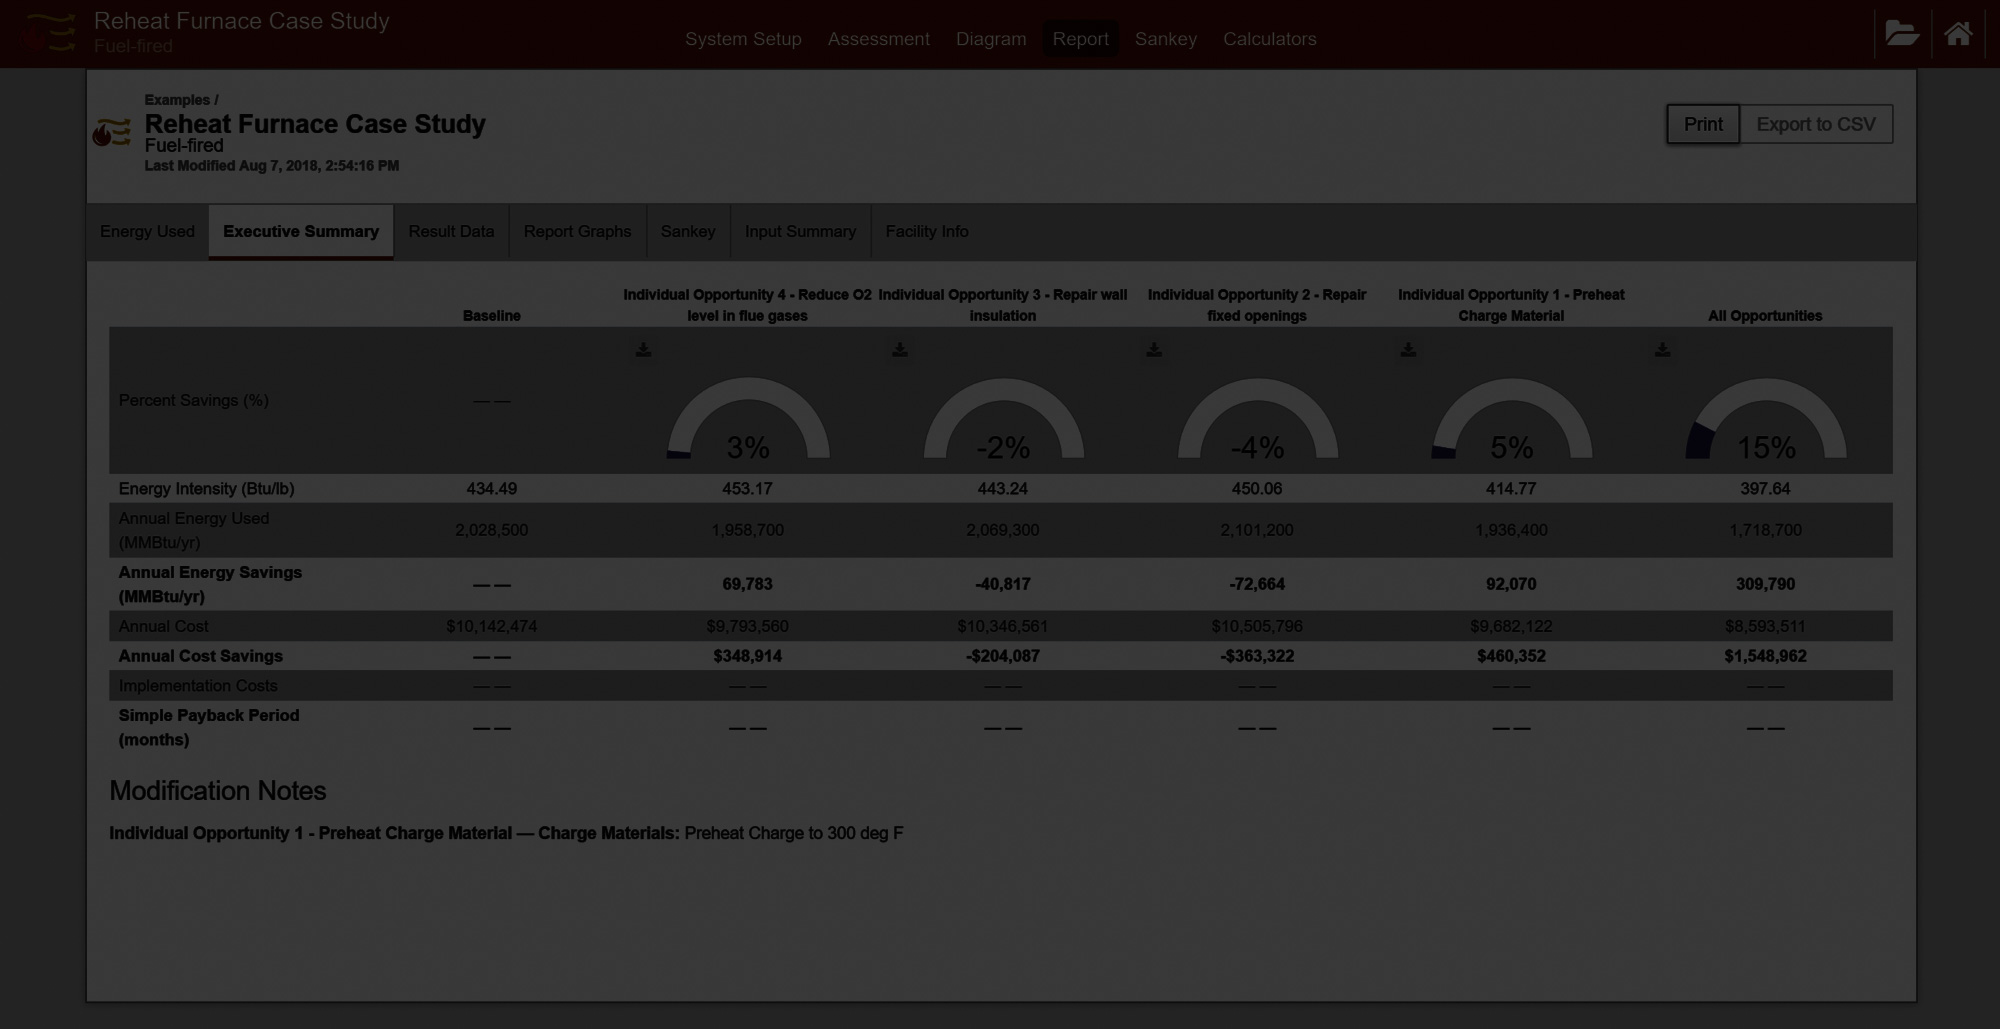 Reheat Furnace Case Study
Fuel-fired
System Setup Assessment Diagram Report Sankey Calculators
Examples /
Reheat Furnace Case Study
Fuel-fired
Last Modified Aug 7, 2018, 2:54:16 PM
Print Export to CSV
Energy Used Executive Summary Result Data Report Graphs Sankey Input Summary Facility Info
Individual Opportunity 4 - Reduce O2 Individual Opportunity 3 - Repair wall Individual Opportunity 2 - Repair Individual Opportunity 1 - Preheat
Baseline level in flue gases insulation fixed openings Charge Material All Opportunities
Percent Savings (%) — — 3% -2% -4% 5% 15%
Energy Intensity (Btu/lb) 434.49 453.17 443.24 450.06 414.77 397.64
Annual Energy Used
(MMBtu/yr) 2,028,500 1,958,700 2,069,300 2,101,200 1,936,400 1,718,700
Annual Energy Savings
(MMBtu/yr) — — 69,783 -40,817 -72,664 92,070 309,790
Annual Cost $10,142,474 $9,793,560 $10,346,561 $10,505,796 $9,682,122 $8,593,511
Annual Cost Savings — — $348,914 -$204,087 -$363,322 $460,352 $1,548,962
Implementation Costs — — — — — — — — — — — —
Simple Payback Period
(months) — — — — — — — — — — — —
Modification Notes
Individual Opportunity 1 - Preheat Charge Material — Charge Materials: Preheat Charge to 300 deg F